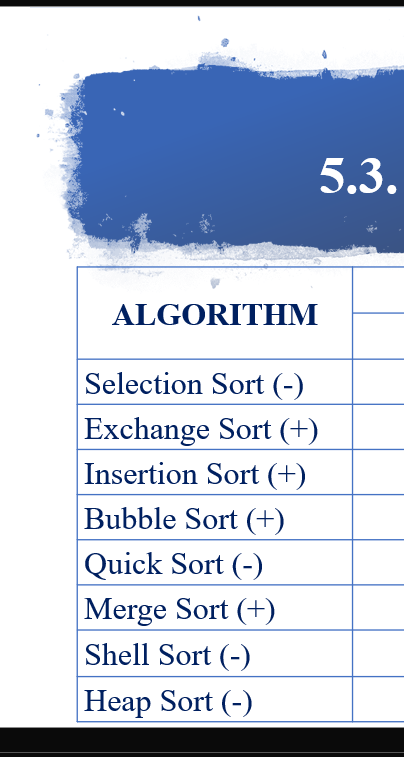 5.3.
ALGORITHM
Selection Sort (-)
Exchange Sort (+)
Insertion Sort (+)
Bubble Sort (+)
Quick Sort (-)
Merge Sort (+)
Shell Sort (-)
Heap Sort (-)